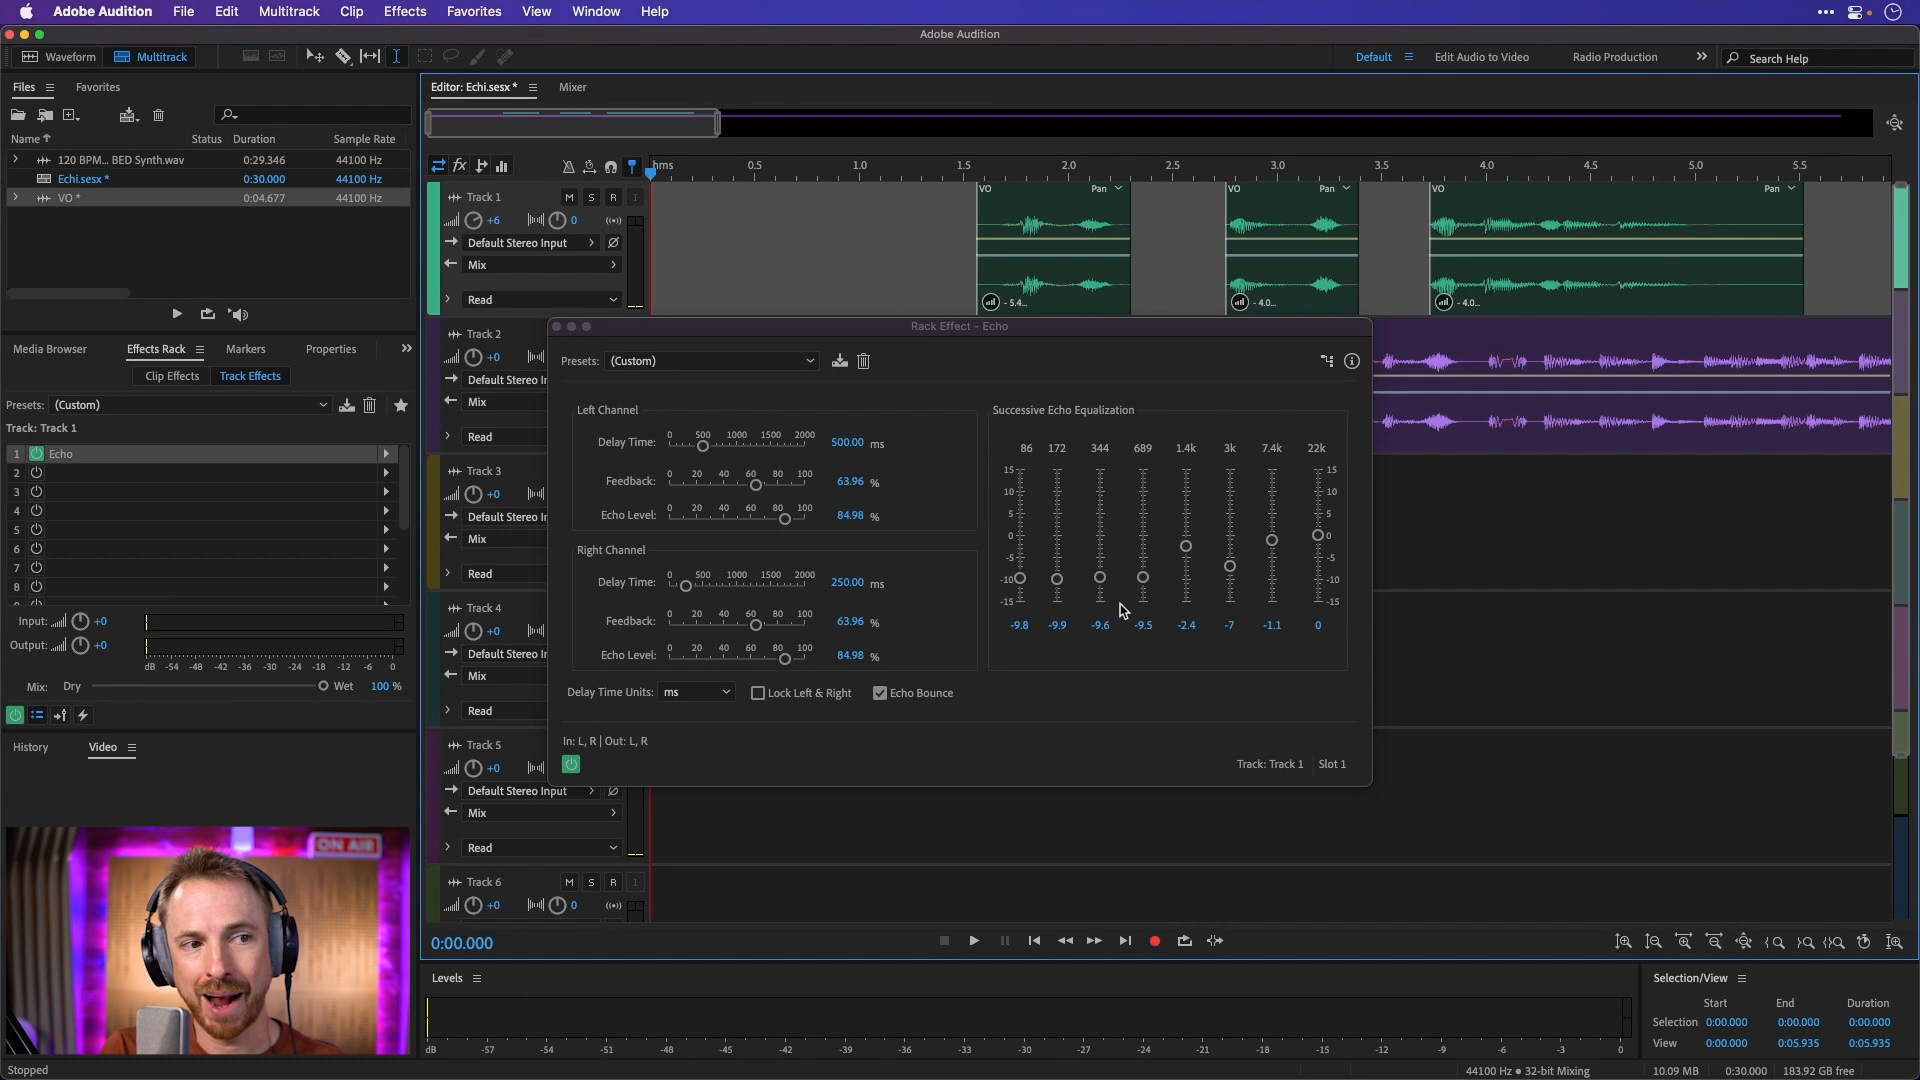 Adobe Audition File Edit Multitrack Clip Effects Favorites View Window Help
Adobe Audition
Waveform Multitrack Default Edit Audio to Video Radio Production Search Help
Files Favorites
Name Status Duration Sample Rate
120 BPM... BED Synth.wav 0:29.346 44100 Hz
Echi.sesx * 0:30.000 44100 Hz
VO * 0:04.677 44100 Hz
Media Browser Effects Rack Markers Properties
Clip Effects Track Effects
Presets: (Custom)
Track: Track 1
1 Echo
2
3
4
5
6
7
8
Input: +0
Output: +0
dB -54 -48 -42 -36 -30 -24 -18 -12 -6 0
Mix: Dry Wet 100 %
History Video
ON AIR
Editor: Echi.sesx * Mixer
fx hms 0.5 1.0 1.5 2.0 2.5 3.0 3.5 4.0 4.5 5.0 5.5
Track 1 M S R I
+6 0
Default Stereo Input
Mix
Read
VO Pan VO Pan VO Pan
- 5.4... - 4.0... - 4.0...
Track 2
+0
Default Stereo In
Mix
Read
Track 3
+0
Default Stereo In
Mix
Read
Track 4
+0
Default Stereo In
Mix
Read
Track 5
+0
Default Stereo Input
Mix
Read
Track 6 M S R I
+0 0
Rack Effect - Echo
Presets: (Custom)
Left Channel
Delay Time: 0 500 1000 1500 2000 500.00 ms
Feedback: 0 20 40 60 80 100 63.96 %
Echo Level: 0 20 40 60 80 100 84.98 %
Right Channel
Delay Time: 0 500 1000 1500 2000 250.00 ms
Feedback: 0 20 40 60 80 100 63.96 %
Echo Level: 0 20 40 60 80 100 84.98 %
Delay Time Units: ms Lock Left & Right Echo Bounce
Successive Echo Equalization
86 172 344 689 1.4k 3k 7.4k 22k
15 15
10 10
5 5
0 0
-5 -5
-10 -10
-15 -15
-9.8 -9.9 -9.6 -9.5 -2.4 -7 -1.1 0
In: L, R | Out: L, R
Track: Track 1 Slot 1
0:00.000
Levels
dB -57 -54 -51 -48 -45 -42 -39 -36 -33 -30 -27 -24 -21 -18 -15 -12 -9 -6 -3 0
Selection/View
Start End Duration
Selection 0:00.000 0:00.000 0:00.000
View 0:00.000 0:05.935 0:05.935
Stopped 44100 Hz ● 32-bit Mixing 10.09 MB 0:30.000 183.92 GB free